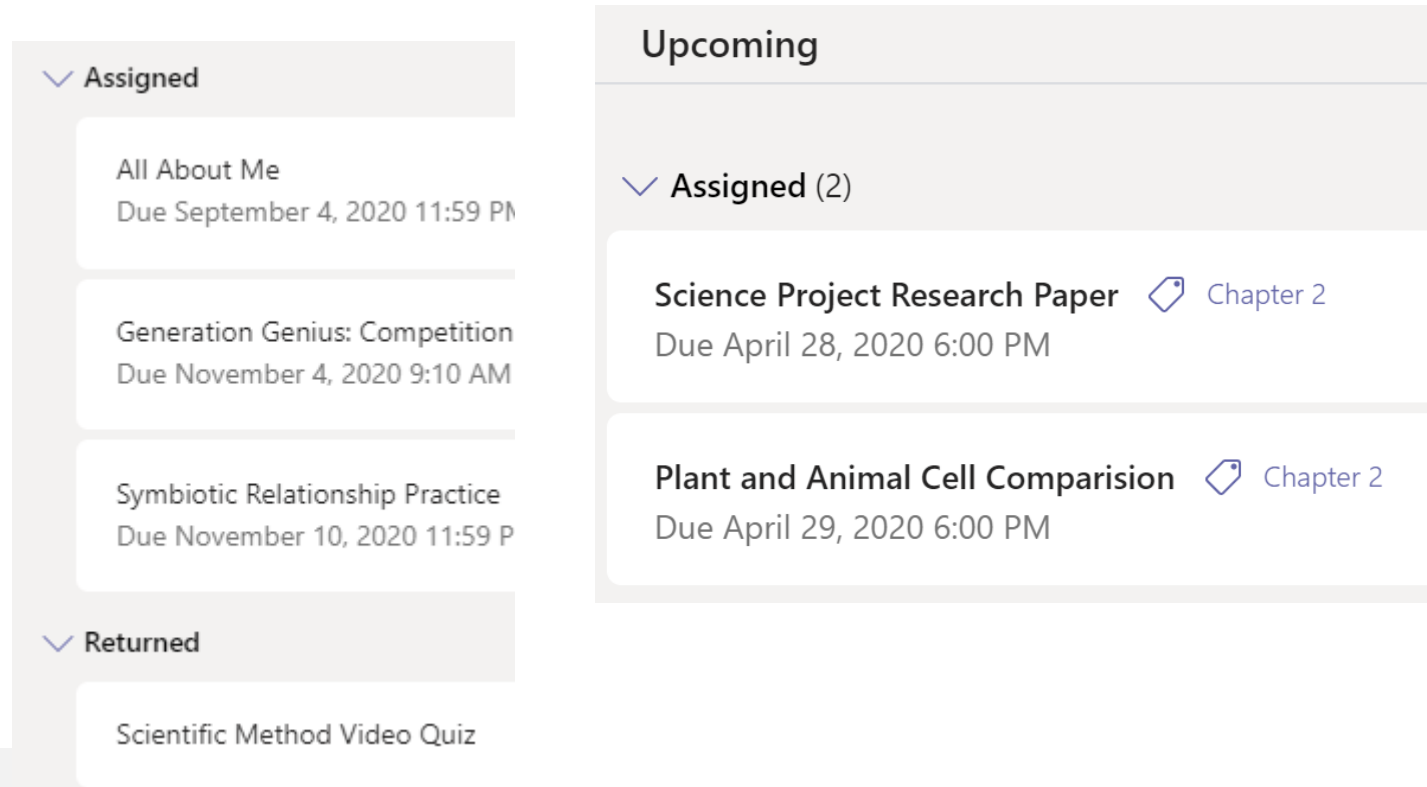 Assigned
All About Me
Due September 4, 2020 11:59 PM
Generation Genius: Competition
Due November 4, 2020 9:10 AM
Symbiotic Relationship Practice
Due November 10, 2020 11:59 P
Returned
Scientific Method Video Quiz
Upcoming
Assigned (2)
Science Project Research Paper Chapter 2
Due April 28, 2020 6:00 PM
Plant and Animal Cell Comparision Chapter 2
Due April 29, 2020 6:00 PM